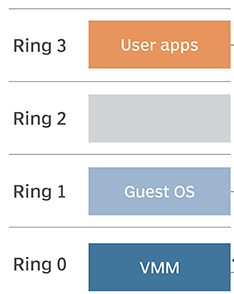 Ring 3 User apps
Ring 2
Ring 1 Guest OS
Ring 0 VMM